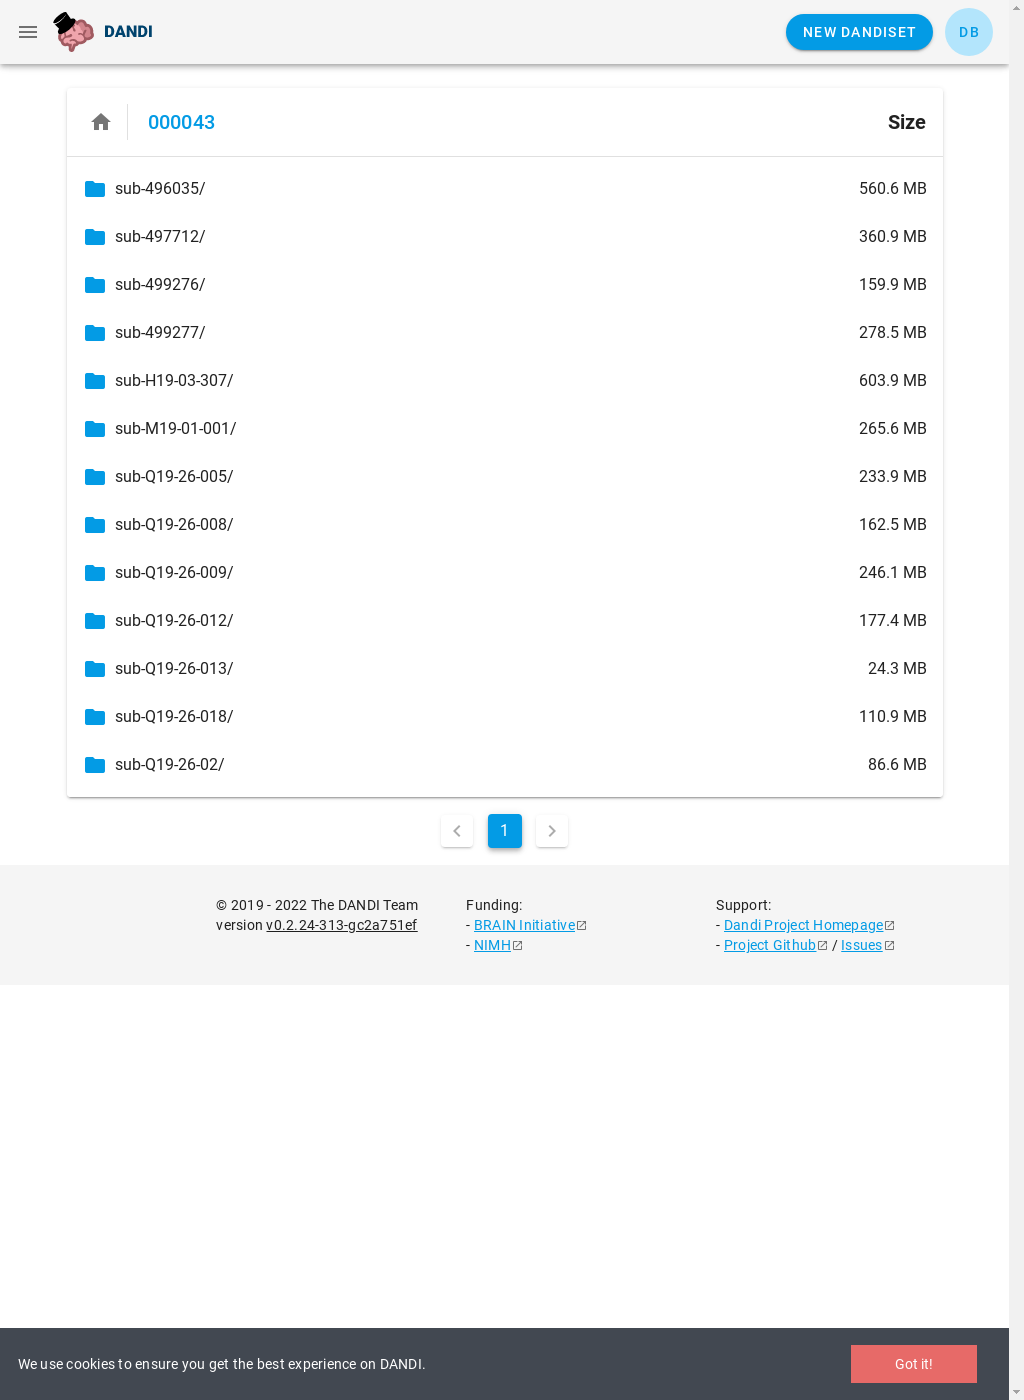 DANDI
NEW DANDISET
DB
000043 Size
sub-496035/ 560.6 MB
sub-497712/ 360.9 MB
sub-499276/ 159.9 MB
sub-499277/ 278.5 MB
sub-H19-03-307/ 603.9 MB
sub-M19-01-001/ 265.6 MB
sub-Q19-26-005/ 233.9 MB
sub-Q19-26-008/ 162.5 MB
sub-Q19-26-009/ 246.1 MB
sub-Q19-26-012/ 177.4 MB
sub-Q19-26-013/ 24.3 MB
sub-Q19-26-018/ 110.9 MB
sub-Q19-26-02/ 86.6 MB
1
© 2019 - 2022 The DANDI Team
version v0.2.24-313-gc2a751ef
Funding:
- BRAIN Initiative
- NIMH
Support:
- Dandi Project Homepage
- Project Github / Issues
We use cookies to ensure you get the best experience on DANDI.
Got it!